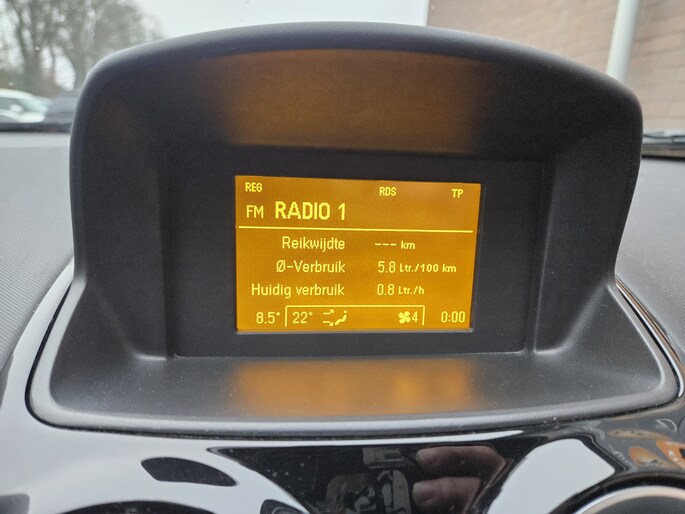 REG RDS TP
FM RADIO 1
Reikwijdte --- km
Ø-Verbruik 5.8 Ltr./100 km
Huidig verbruik 0.8 Ltr./h
8.5° 22° 4 0:00